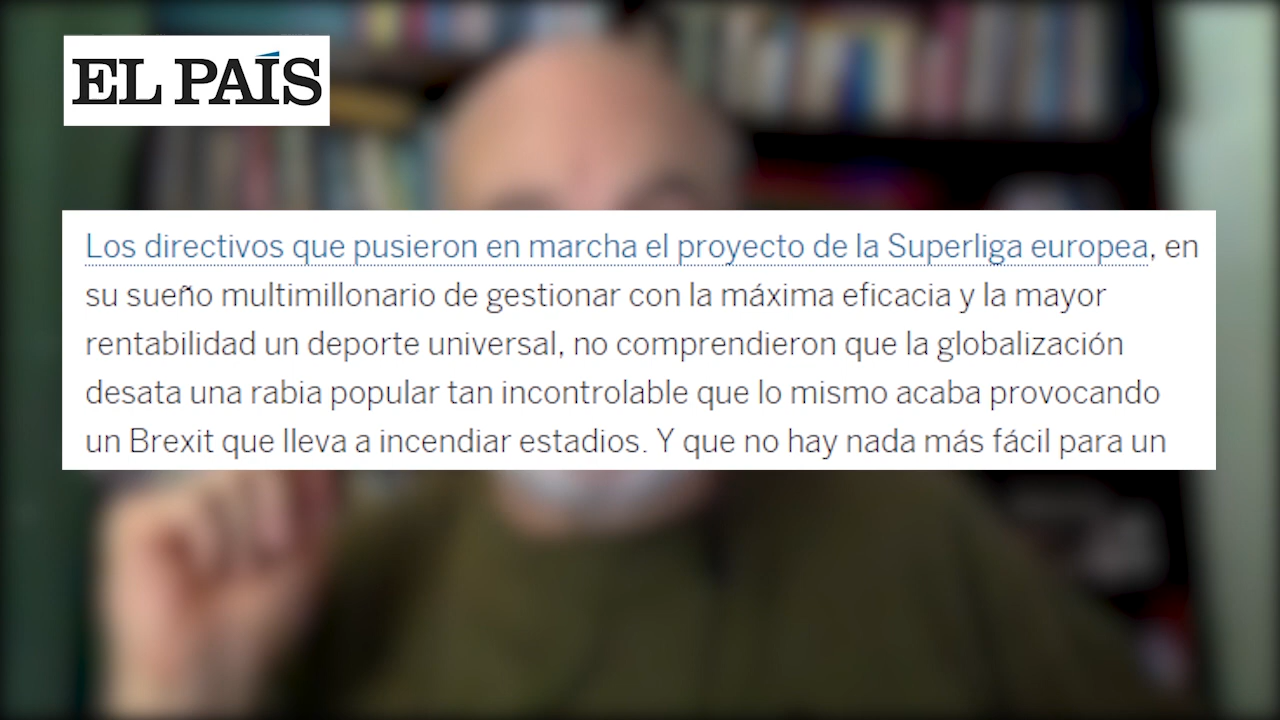 EL PAÍS
Los directivos que pusieron en marcha el proyecto de la Superliga europea, en
su sueño multimillonario de gestionar con la máxima eficacia y la mayor
rentabilidad un deporte universal, no comprendieron que la globalización
desata una rabia popular tan incontrolable que lo mismo acaba provocando
un Brexit que lleva a incendiar estadios. Y que no hay nada más fácil para un